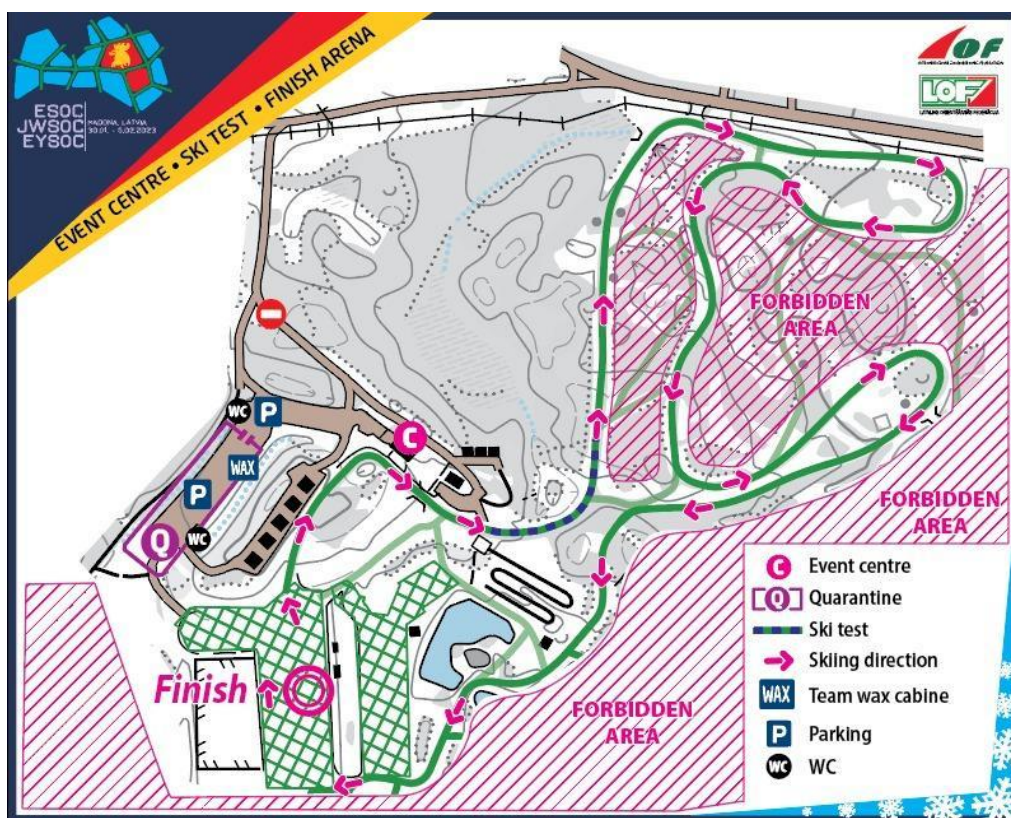 ESOC
JWSOC
EYSOC
MADONA, LATVIA
30.01. - 5.02.2023
EVENT CENTRE • SKI TEST • FINISH ARENA
IOF
LOF
FORBIDDEN
AREA
WC
P
C
WAX
P
WC
Q
FORBIDDEN
AREA
Finish
FORBIDDEN
AREA
C Event centre
Q Quarantine
Ski test
Skiing direction
WAX Team wax cabine
P Parking
WC WC